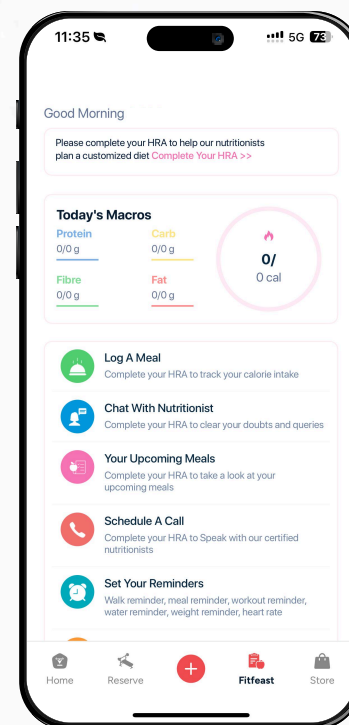 11:35
5G 73
Good Morning
Please complete your HRA to help our nutritionists
plan a customized diet Complete Your HRA >>
Today's Macros
Protein
0/0 g
Carb
0/0 g
Fibre
0/0 g
Fat
0/0 g
0/
0 cal
Log A Meal
Complete your HRA to track your calorie intake
Chat With Nutritionist
Complete your HRA to clear your doubts and queries
Your Upcoming Meals
Complete your HRA to take a look at your
upcoming meals
Schedule A Call
Complete your HRA to Speak with our certified
nutritionists
Set Your Reminders
Walk reminder, meal reminder, workout reminder,
water reminder, weight reminder, heart rate
Home
Reserve
Fitfeast
Store